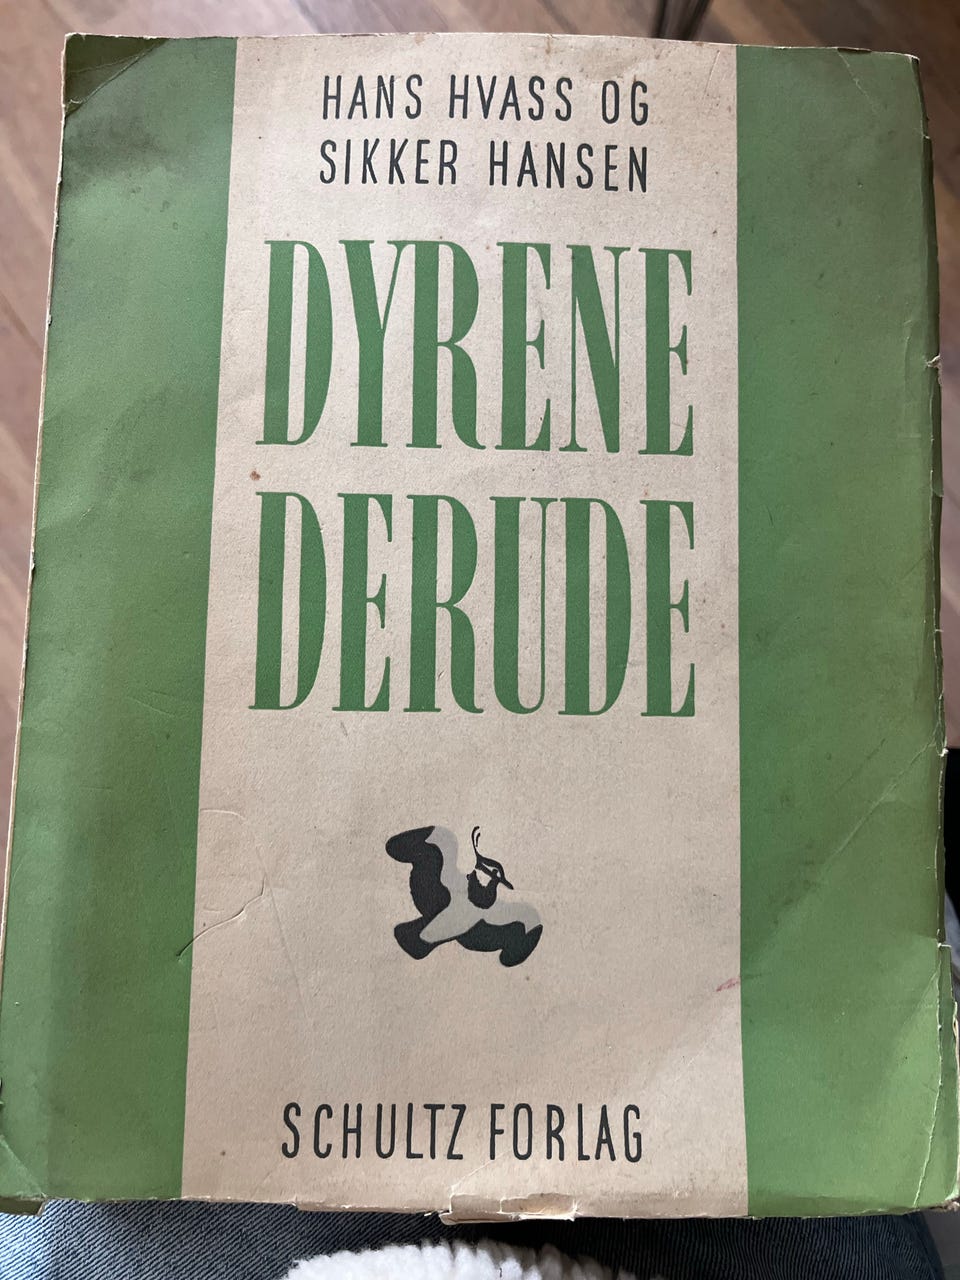 HANS HVASS OG
SIKKER HANSEN
DYRENE
DERUDE
SCHULTZ FORLAG